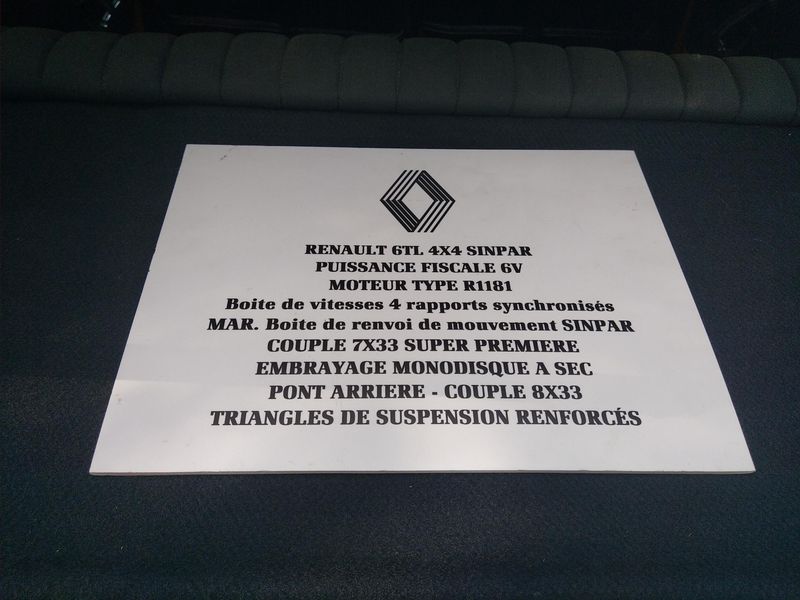 RENAULT 6TL 4X4 SINPAR
PUISSANCE FISCALE 6V
MOTEUR TYPE R1181
Boite de vitesses 4 rapports synchronisés
MAR. Boite de renvoi de mouvement SINPAR
COUPLE 7X33 SUPER PREMIERE
EMBRAYAGE MONODISQUE A SEC
PONT ARRIERE - COUPLE 8X33
TRIANGLES DE SUSPENSION RENFORCÉS